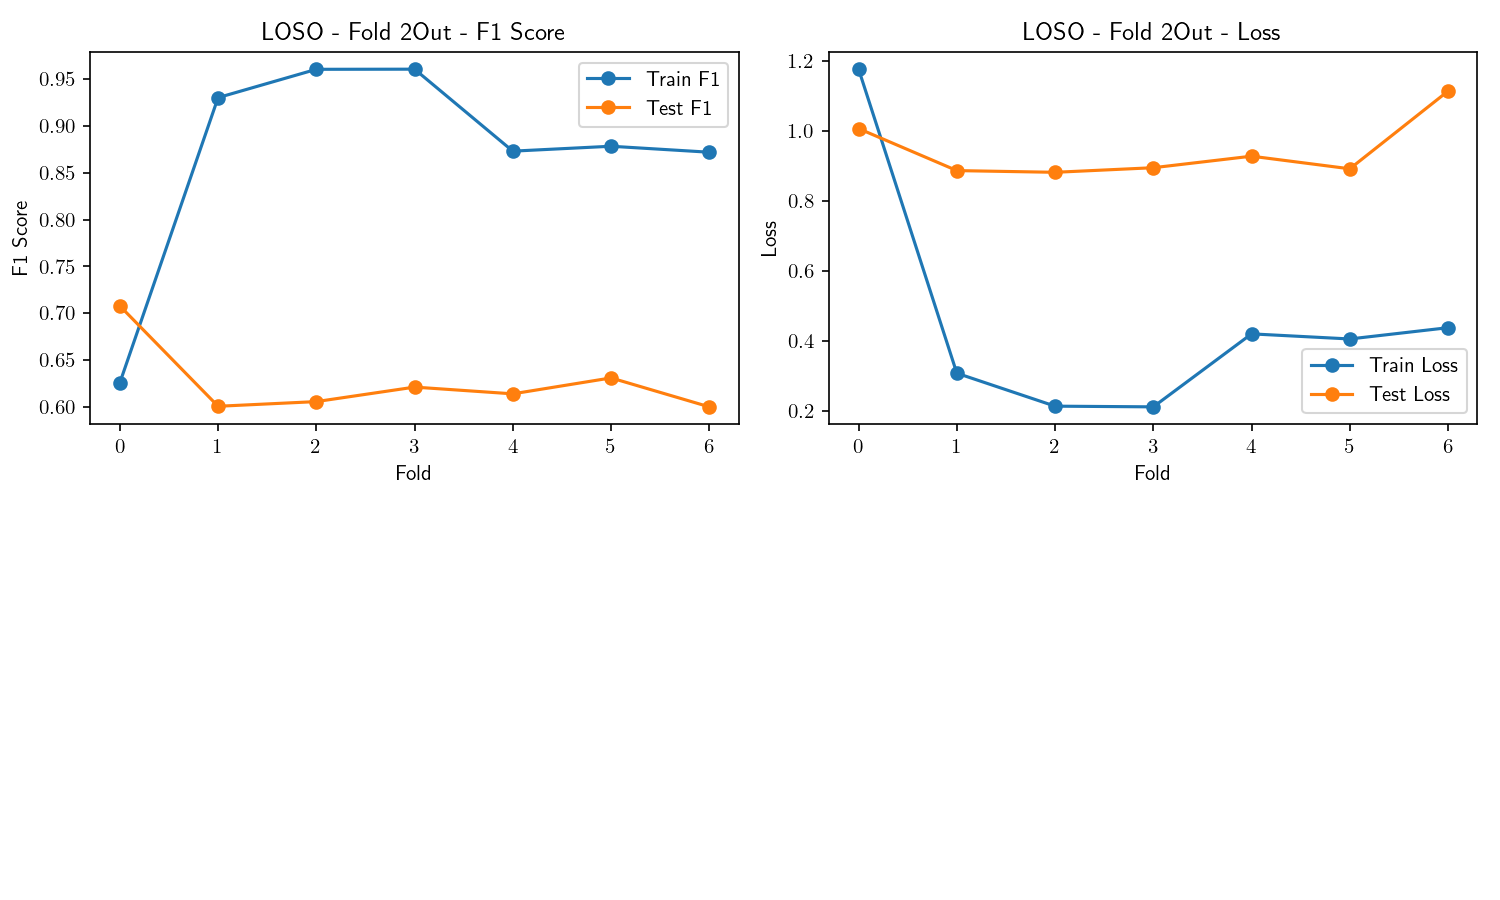 LOSO - Fold 2Out - F1 Score
F1 Score
0.95
0.90
0.85
0.80
0.75
0.70
0.65
0.60
0 1 2 3 4 5 6
Fold
Train F1
Test F1
LOSO - Fold 2Out - Loss
Loss
1.2
1.0
0.8
0.6
0.4
0.2
0 1 2 3 4 5 6
Fold
Train Loss
Test Loss